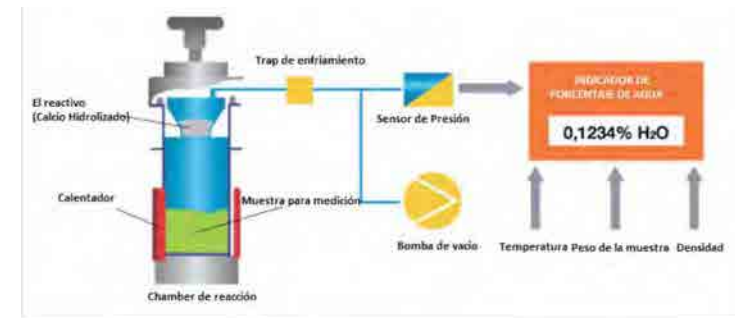 Trap de enfriamiento
El reactivo
(Calcio Hidrolizado)
Sensor de Presión
INDICADOR DE
PORCENTAJE DE AGUA
0,1234% H₂O
Calentador
Muestra para medición
Bomba de vacio
Temperatura Peso de la muestra Densidad
Chamber de reacción